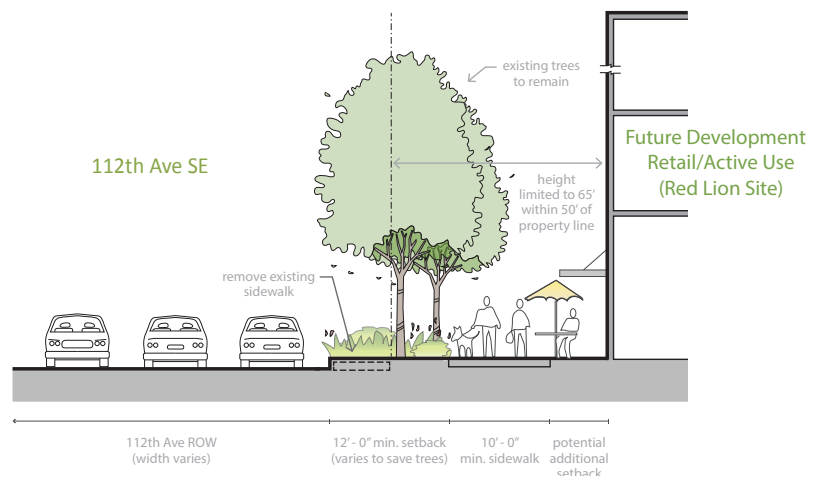 existing trees
to remain
112th Ave SE
Future Development
Retail/Active Use
(Red Lion Site)
height
limited to 65'
within 50' of
property line
remove existing
sidewalk
112th Ave ROW
(width varies)
12' - 0" min. setback
(varies to save trees)
10' - 0"
min. sidewalk
potential
additional
setback